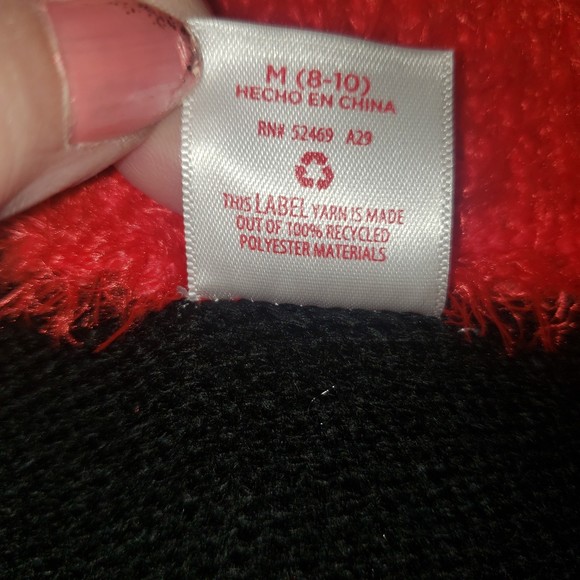 M (8-10)
HECHO EN CHINA
RN# 52469 A29
THIS LABEL YARN IS MADE
OUT OF 100% RECYCLED
POLYESTER MATERIALS